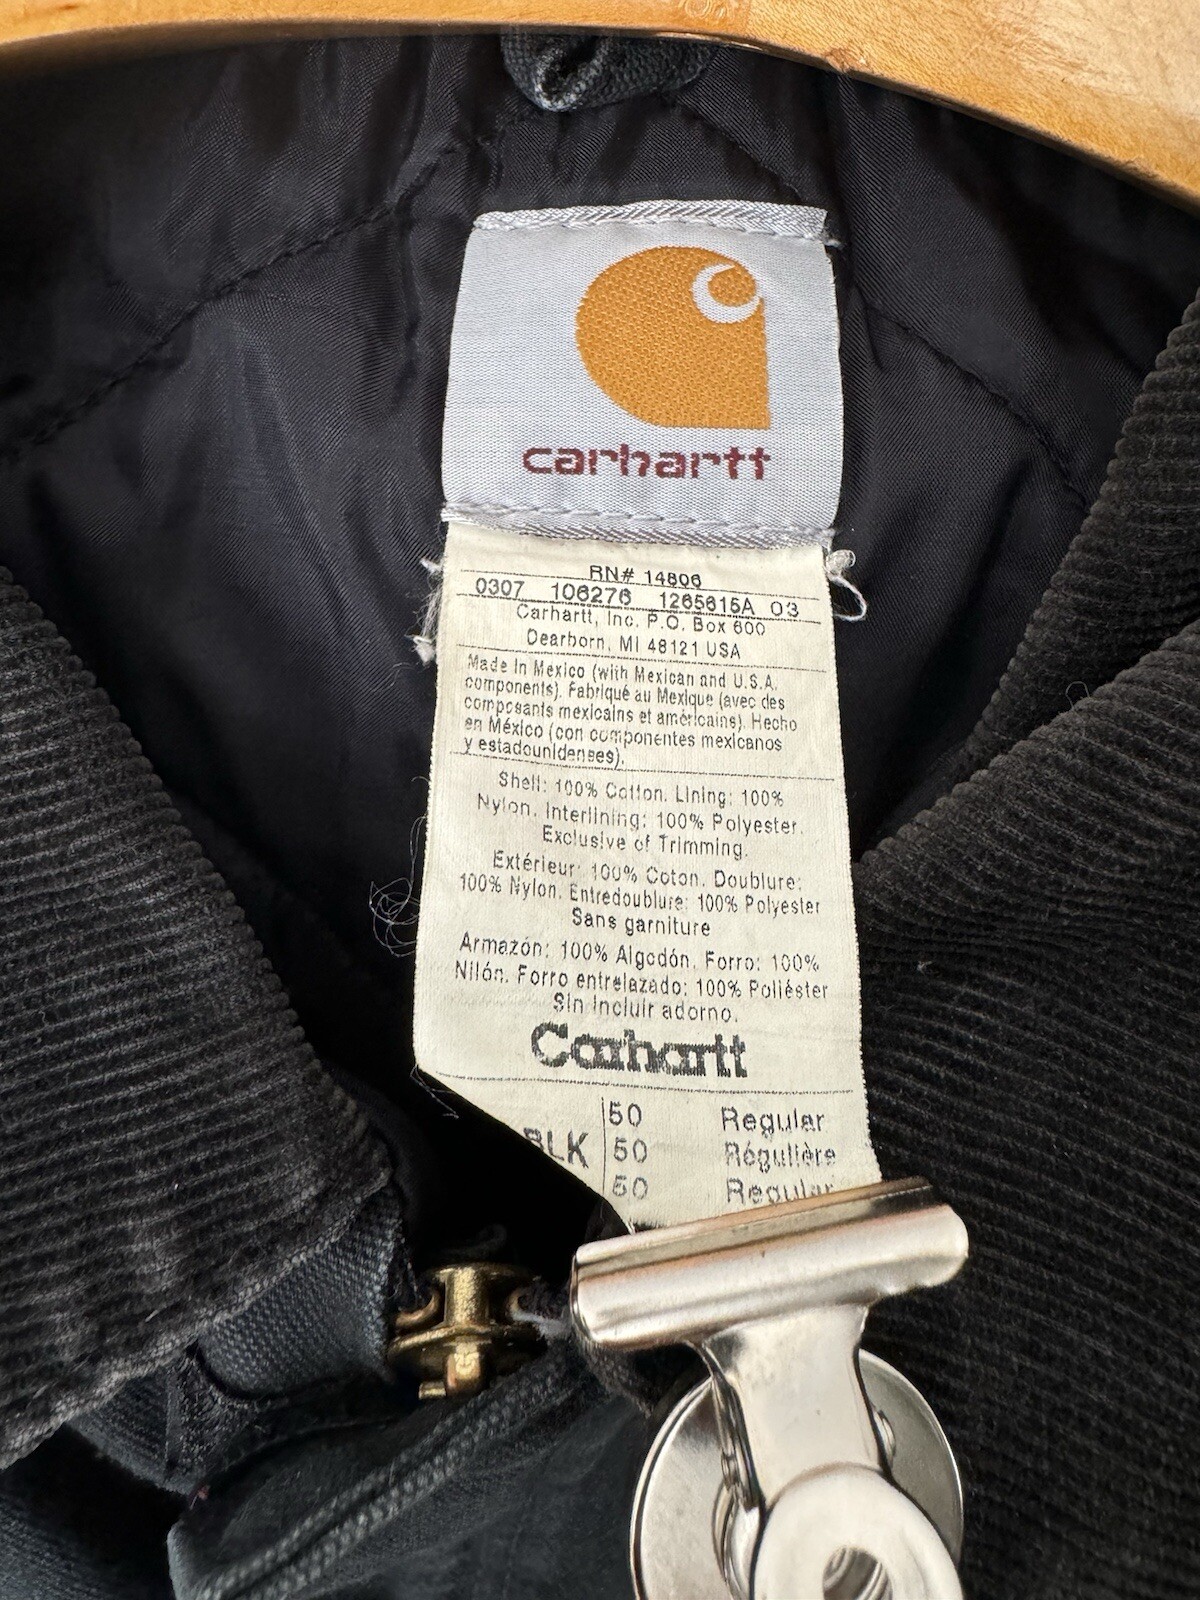 carhartt
RN# 14806
0307 106276 1265615A 03
Carhartt, Inc. P.O. Box 600
Dearborn, MI 48121 USA
Made In Mexico (with Mexican and U.S.A.
components). Fabriqué au Mexique (avec des
composants mexicains et américains). Hecho
en México (con componentes mexicanos
y estadounidenses).
Shell: 100% Cotton. Lining: 100%
Nylon. Interlining: 100% Polyester.
Exclusive of Trimming.
Extérieur: 100% Coton. Doublure:
100% Nylon. Entredoublure: 100% Polyester
Sans garniture
Armazón: 100% Algodón. Forro: 100%
Nilón. Forro entrelazado: 100% Poliéster
Sin incluir adorno.
Carhartt
50 Regular
BLK 50 Régulière
50 Regular